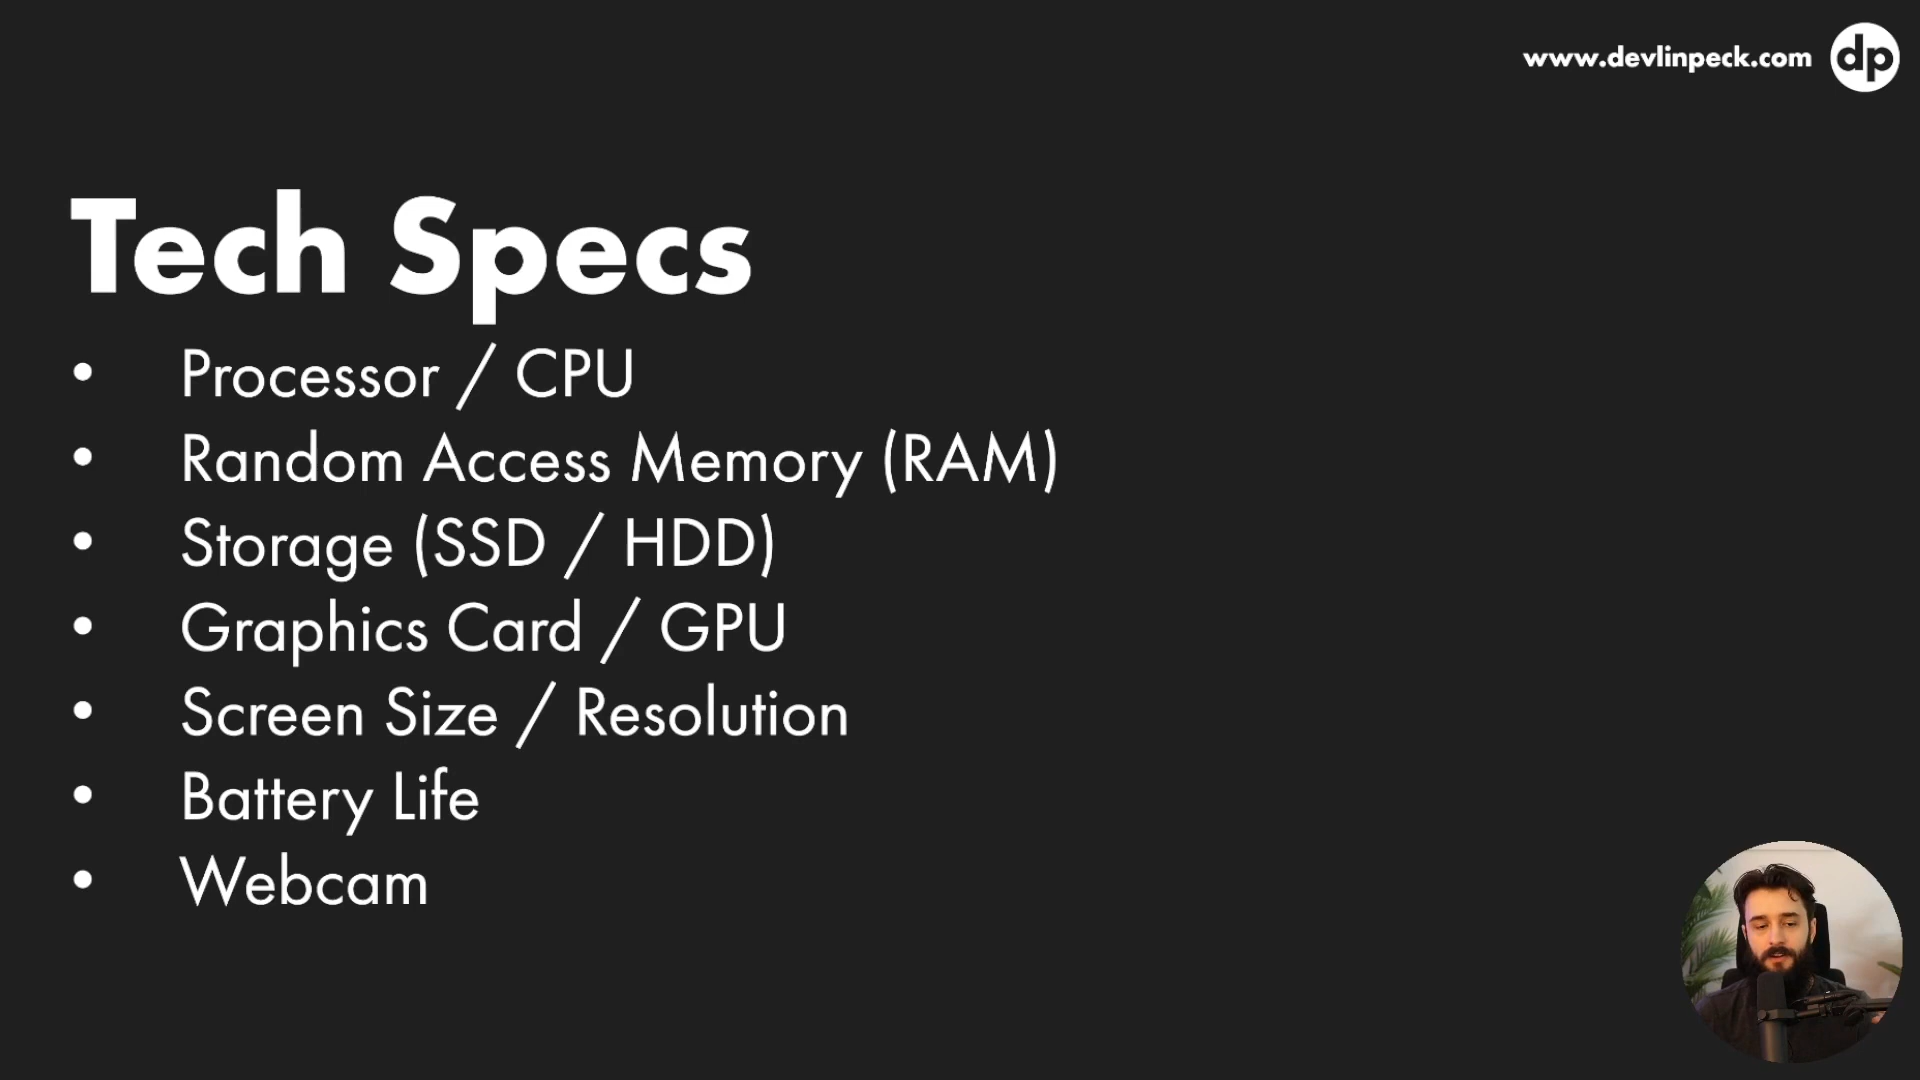 www.devlinpeck.com dp
Tech Specs
• Processor / CPU
• Random Access Memory (RAM)
• Storage (SSD / HDD)
• Graphics Card / GPU
• Screen Size / Resolution
• Battery Life
• Webcam